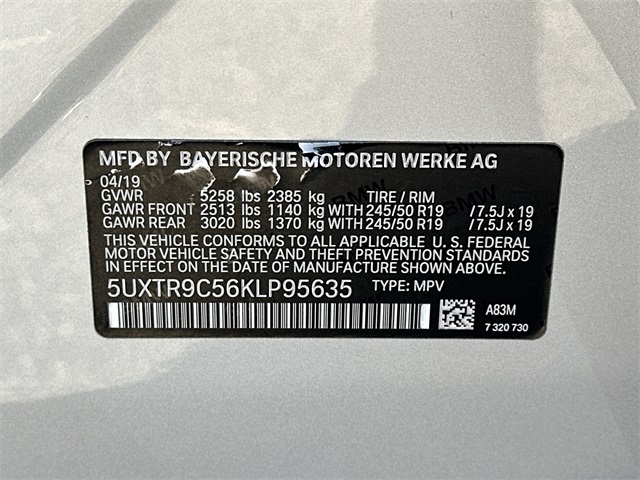 MFD BY BAYERISCHE MOTOREN WERKE AG
04/19
GVWR 5258 lbs 2385 kg TIRE / RIM
GAWR FRONT 2513 lbs 1140 kg WITH 245/50 R19 / 7.5J x 19
GAWR REAR 3020 lbs 1370 kg WITH 245/50 R19 / 7.5J x 19
THIS VEHICLE CONFORMS TO ALL APPLICABLE U. S. FEDERAL
MOTOR VEHICLE SAFETY AND THEFT PREVENTION STANDARDS
IN EFFECT ON THE DATE OF MANUFACTURE SHOWN ABOVE.
5UXTR9C56KLP95635 TYPE: MPV
A83M
7 320 730
BMW
BMW